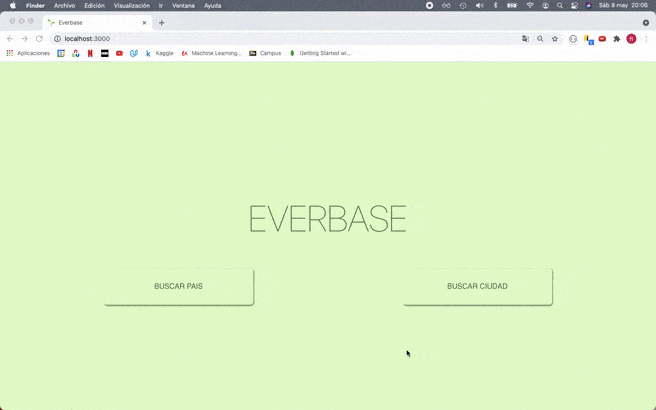 Finder Archivo Edición Visualización Ir Ventana Ayuda Sáb 8 may 20:06
Everbase
localhost:3000
Aplicaciones Kaggle Machine Learning... Campus Getting Started wi...
EVERBASE
BUSCAR PAIS BUSCAR CIUDAD